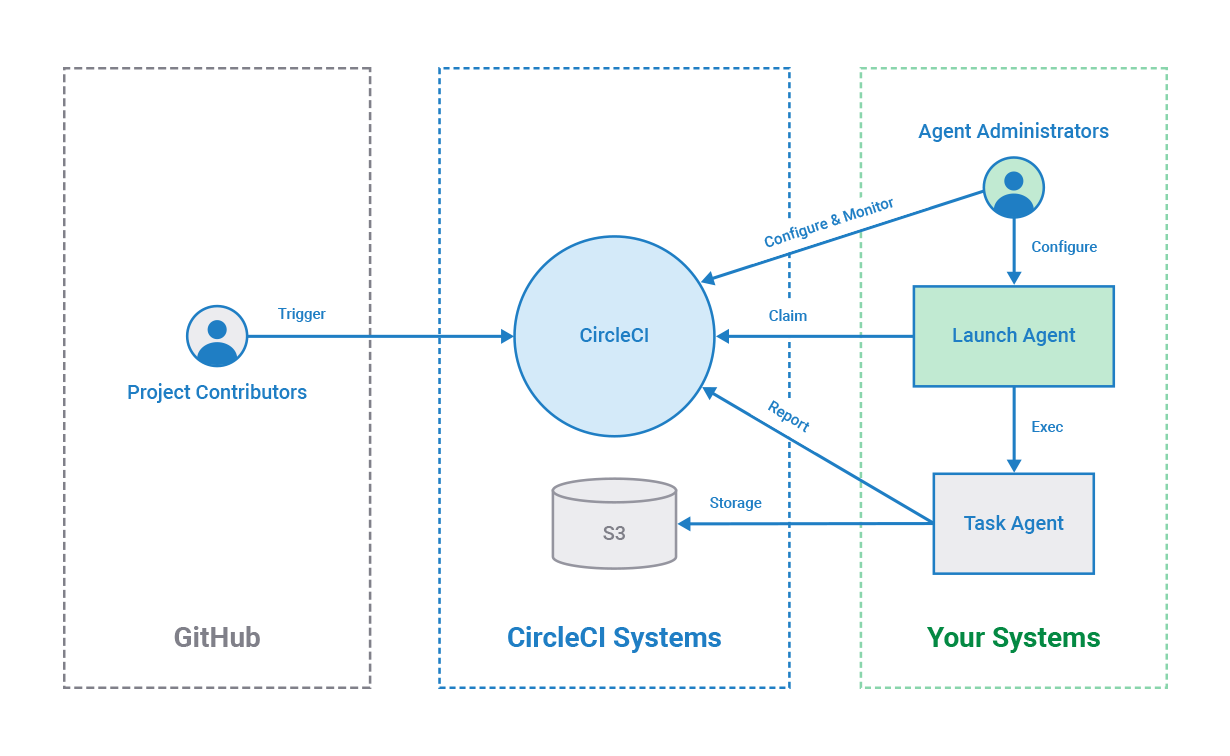 Agent Administrators
Configure & Monitor
Configure
Trigger
Claim
CircleCI
Launch Agent
Project Contributors
Report
Exec
Storage
Task Agent
S3
GitHub
CircleCI Systems
Your Systems